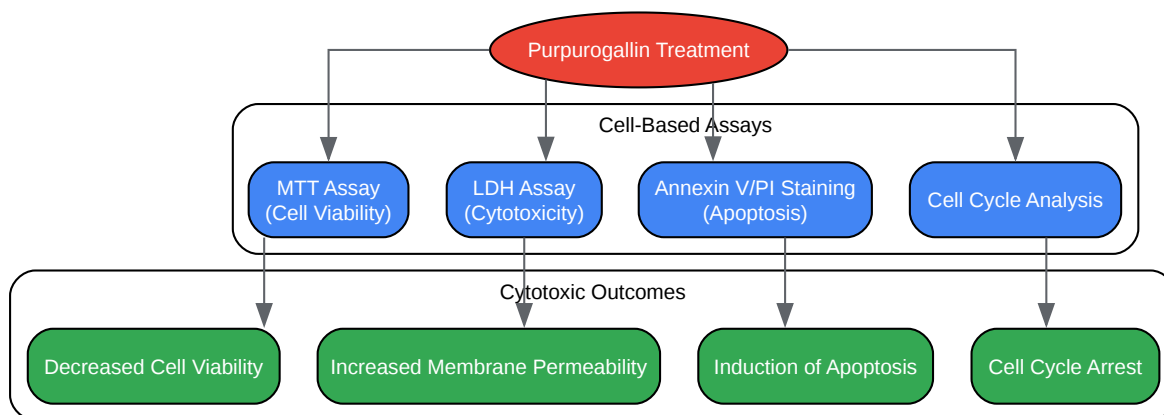 Purpurogallin Treatment
Cell-Based Assays
MTT Assay
(Cell Viability)
LDH Assay
(Cytotoxicity)
Annexin V/PI Staining
(Apoptosis)
Cell Cycle Analysis
Cytotoxic Outcomes
Decreased Cell Viability
Increased Membrane Permeability
Induction of Apoptosis
Cell Cycle Arrest